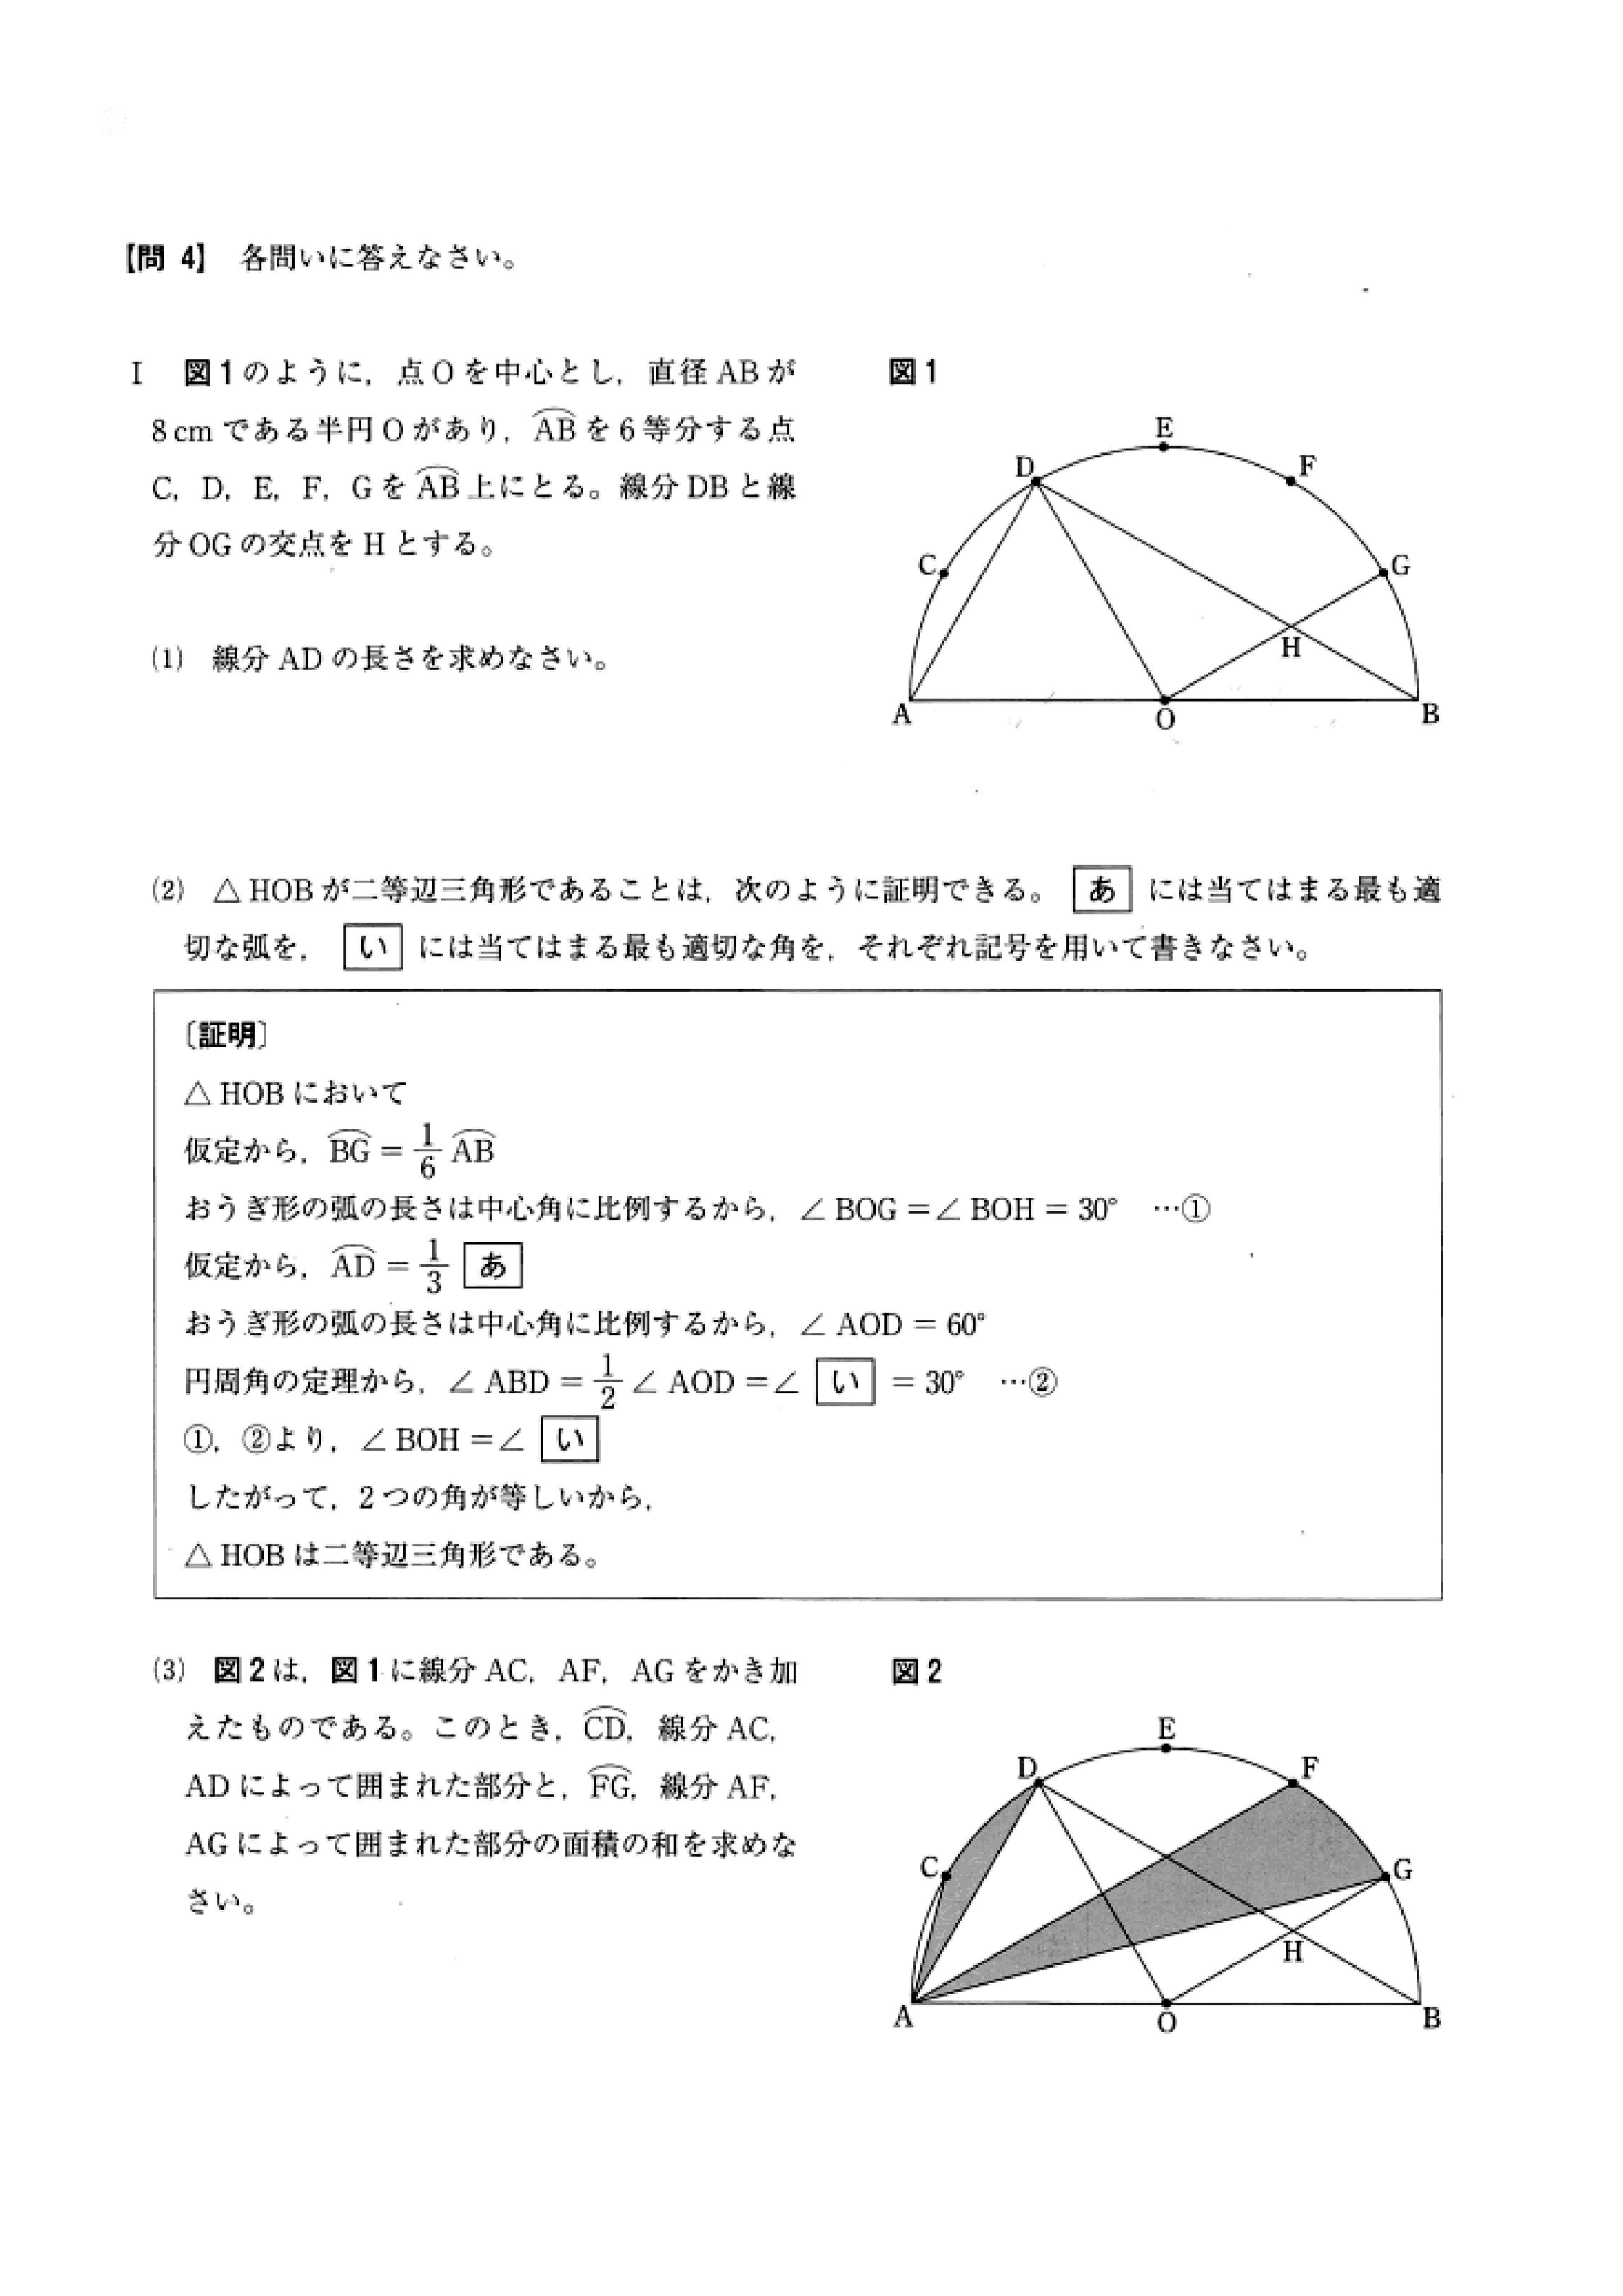 【問 4】 各問いに答えなさい。
Ⅰ 図1のように，点Oを中心とし，直径ABが
8cmである半円Oがあり，ABを6等分する点
C，D，E，F，GをAB上にとる。線分DBと線
分OGの交点をHとする。
(1) 線分ADの長さを求めなさい。
図1
E
D
F
C
G
H
A
O
B
(2) △HOBが二等辺三角形であることは，次のように証明できる。 あ には当てはまる最も適
切な弧を， い には当てはまる最も適切な角を，それぞれ記号を用いて書きなさい。
〔証明〕
△HOBにおいて
仮定から，BG = 1/6 AB
おうぎ形の弧の長さは中心角に比例するから，∠BOG = ∠BOH = 30° …①
仮定から，AD = 1/3 あ
おうぎ形の弧の長さは中心角に比例するから，∠AOD = 60°
円周角の定理から，∠ABD = 1/2 ∠AOD = ∠ い = 30° …②
①，②より，∠BOH = ∠ い
したがって，2つの角が等しいから，
△HOBは二等辺三角形である。
(3) 図2は，図1に線分AC，AF，AGをかき加
えたものである。このとき，CD，線分AC，
ADによって囲まれた部分と，FG，線分AF，
AGによって囲まれた部分の面積の和を求めな
さい。
図2
E
D
F
C
G
H
A
O
B